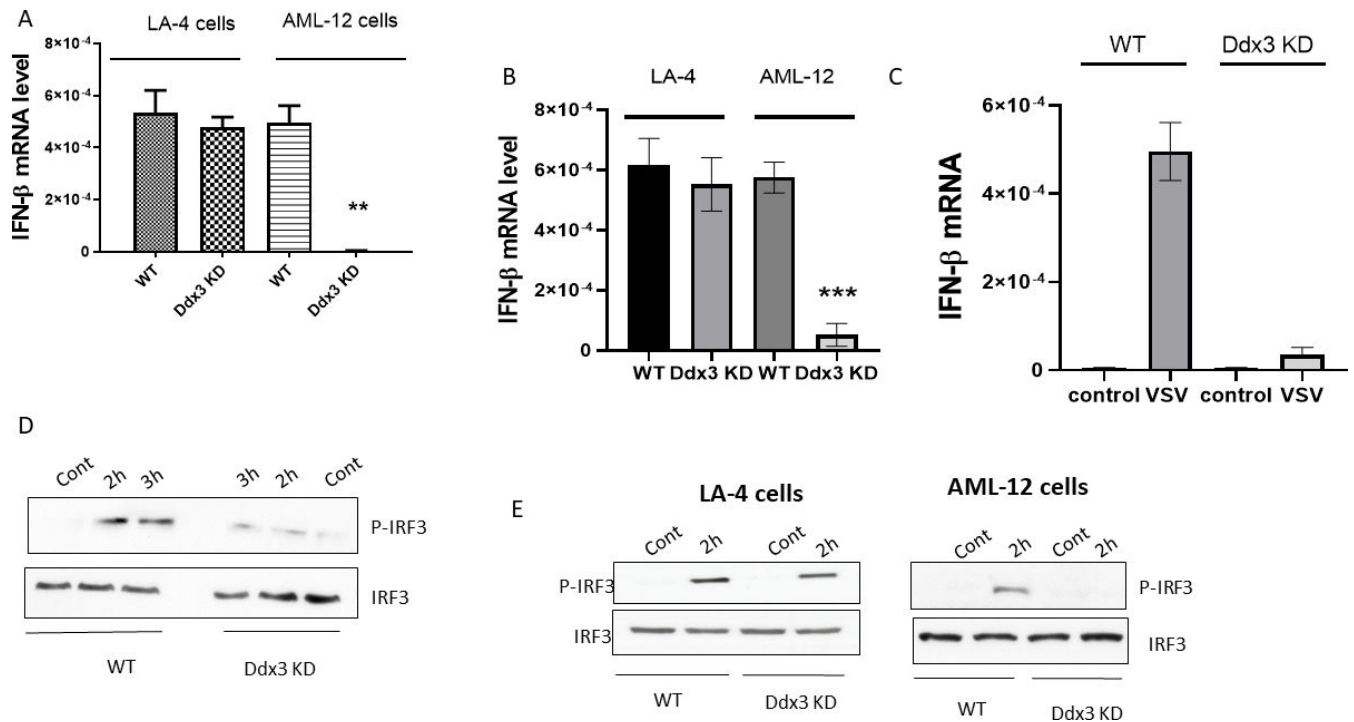 A
LA-4 cells AML-12 cells
IFN-β mRNA level
8×10⁻⁴
6×10⁻⁴
4×10⁻⁴
2×10⁻⁴
0
**
WT Ddx3 KD WT Ddx3 KD
B
LA-4 AML-12
IFN-β mRNA level
8×10⁻⁴
6×10⁻⁴
4×10⁻⁴
2×10⁻⁴
0
***
WT Ddx3 KD WT Ddx3 KD
C
WT Ddx3 KD
IFN-β mRNA
6×10⁻⁴
4×10⁻⁴
2×10⁻⁴
0
control VSV control VSV
D
Cont 2h 3h 3h 2h Cont
P-IRF3
IRF3
WT Ddx3 KD
E
LA-4 cells AML-12 cells
Cont 2h Cont 2h Cont 2h Cont 2h
P-IRF3 P-IRF3
IRF3 IRF3
WT Ddx3 KD WT Ddx3 KD